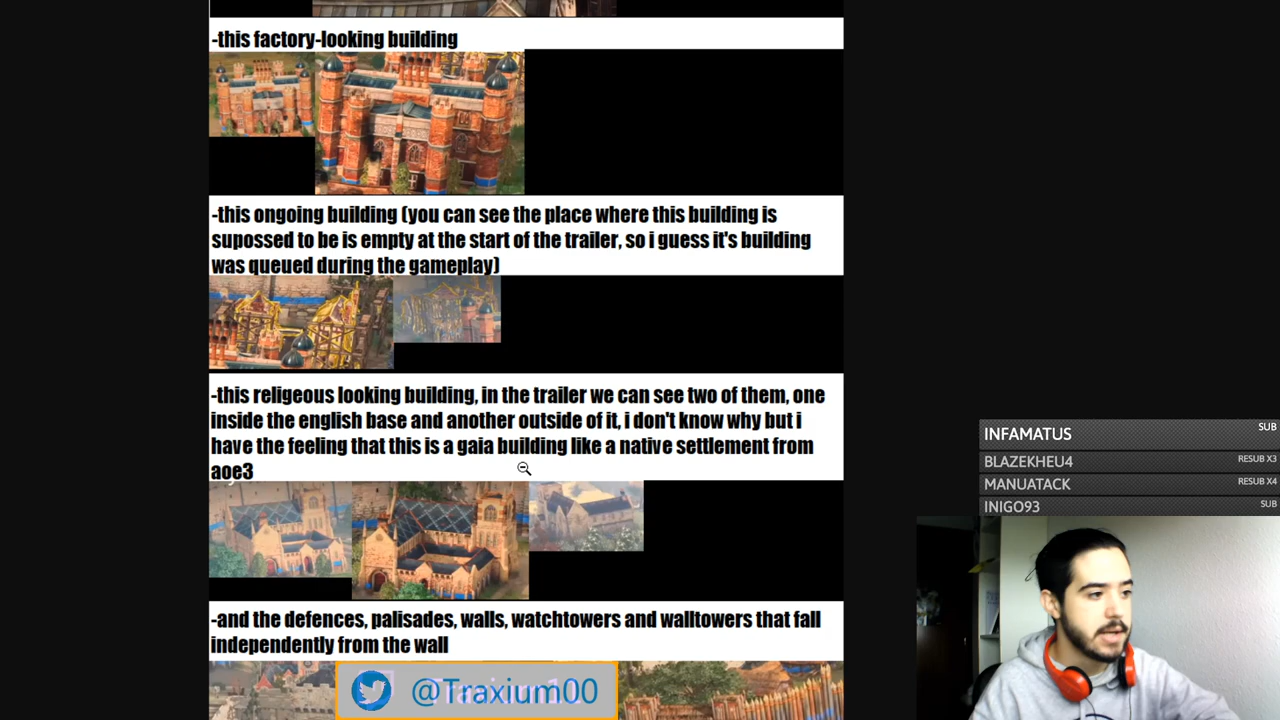 -this factory-looking building
-this ongoing building (you can see the place where this building is
supossed to be is empty at the start of the trailer, so i guess it's building
was queued during the gameplay)
-this religeous looking building, in the trailer we can see two of them, one
inside the english base and another outside of it, i don't know why but i
have the feeling that this is a gaia building like a native settlement from
aoe3
-and the defences, palisades, walls, watchtowers and walltowers that fall
independently from the wall
@Traxium00
INFAMATUS SUB
BLAZEKHEU4 RESUB X3
MANUATACK RESUB X4
INIGO93 SUB